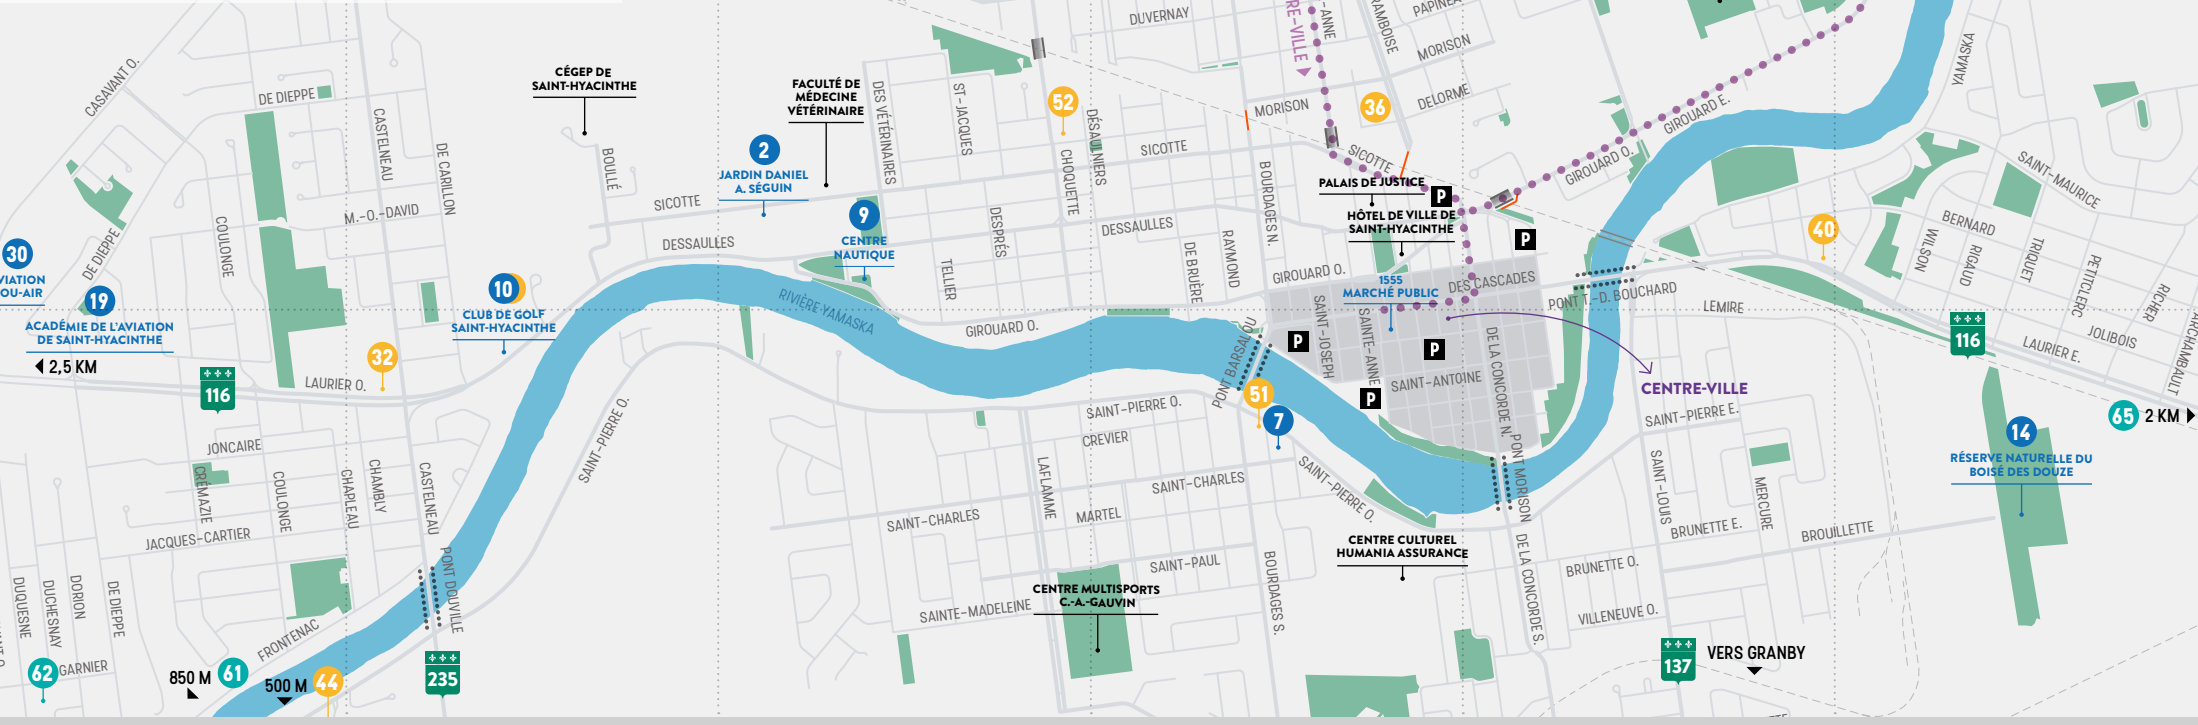 DUVERNAY
RE-VILLE
-ANNE
MORISON
YAMASKA
CASAVANT O.
DE DIEPPE
CÉGEP DE
SAINT-HYACINTHE
FACULTÉ DE
MÉDECINE
VÉTÉRINAIRE
DES VÉTÉRINAIRES
ST-JACQUES
52
DÉSAULNIERS
MORISON
36
DELORME
GIROUARD E.
CASTELNEAU
DE CARILLON
BOULLÉ
2
JARDIN DANIEL
A. SÉGUIN
CHOQUETTE
SICOTTE
BOURDAGES N.
SICOTTE
GIROUARD O.
SAINT-MAURICE
PALAIS DE JUSTICE
P
HÔTEL DE VILLE DE
SAINT-HYACINTHE
P
SICOTTE
M.-O.-DAVID
COULONGE
DE DIEPPE
9
CENTRE
NAUTIQUE
DESSAULLES
DESPRÉS
DESSAULLES
RAYMOND
DE BRUÈRE
TELLIER
40
BERNARD
WILSON
RIGAUD
TRIQUET
PETITCLERC
RICHER
30
VIATION
OU-AIR
19
ACADÉMIE DE L'AVIATION
DE SAINT-HYACINTHE
2,5 KM
10
CLUB DE GOLF
SAINT-HYACINTHE
RIVIÈRE YAMASKA
GIROUARD O.
GIROUARD O.
1555
MARCHÉ PUBLIC
DES CASCADES
PONT T.-D. BOUCHARD
LEMIRE
116
JOLIBOIS
LAURIER E.
ARCHAMBAULT
32
LAURIER O.
116
PONT BARSALOU
P
SAINT-JOSEPH
SAINTE-ANNE
P
SAINT-ANTOINE
P
DE LA CONCORDE N.
CENTRE-VILLE
51
7
SAINT-PIERRE O.
SAINT-PIERRE O.
CREVIER
SAINT-PIERRE E.
65 2 KM
14
RÉSERVE NATURELLE DU
BOISÉ DES DOUZE
JONCAIRE
CRÉMAZIE
COULONGE
CHAPLEAU
CHAMBLY
CASTELNEAU
LAFLAMME
SAINT-CHARLES
SAINT-CHARLES
MARTEL
SAINT-PIERRE O.
PONT MORISON
SAINT-LOUIS
MERCURE
BRUNETTE E.
BROUILLETTE
JACQUES-CARTIER
PONT DOUVILLE
CENTRE CULTUREL
HUMANIA ASSURANCE
SAINT-PAUL
BOURDAGES S.
DE LA CONCORDE S.
BRUNETTE O.
VILLENEUVE O.
DUQUESNE
DUCHESNAY
DORION
DE DIEPPE
CENTRE MULTISPORTS
C.-A.-GAUVIN
SAINTE-MADELEINE
FRONTENAC
62
GARNIER
850 M
61
500 M
44
235
137
VERS GRANBY